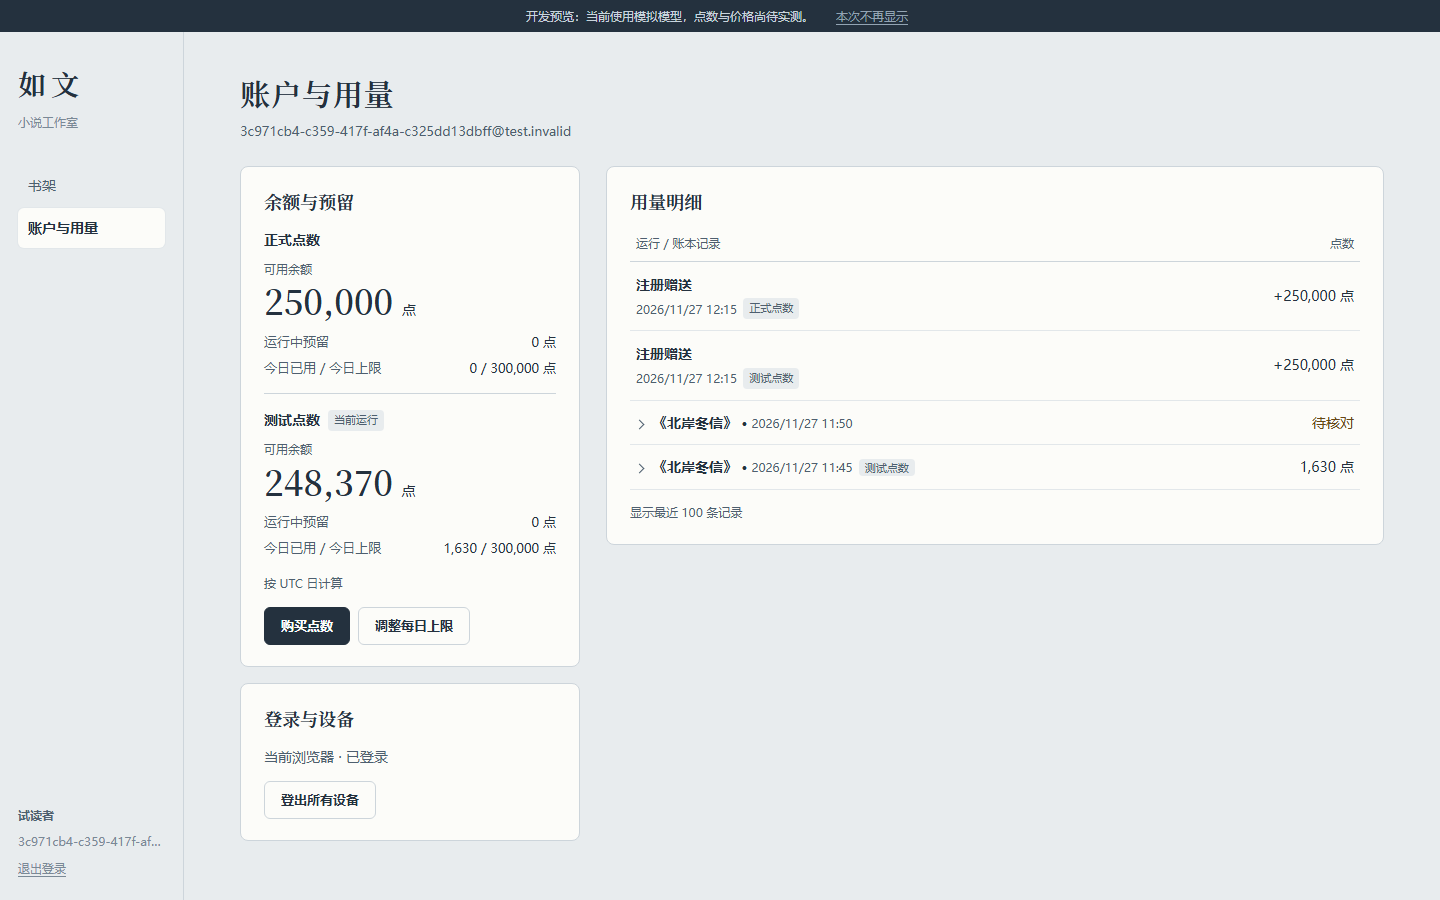 开发预览：当前使用模拟模型，点数与价格尚待实测。 本次不再显示
如文
小说工作室
书架
账户与用量
试读者
3c971cb4-c359-417f-af...
退出登录
账户与用量
3c971cb4-c359-417f-af4a-c325dd13dbff@test.invalid
余额与预留
正式点数
可用余额
250,000 点
运行中预留 0 点
今日已用 / 今日上限 0 / 300,000 点
测试点数 当前运行
可用余额
248,370 点
运行中预留 0 点
今日已用 / 今日上限 1,630 / 300,000 点
按 UTC 日计算
购买点数 调整每日上限
登录与设备
当前浏览器 · 已登录
登出所有设备
用量明细
运行 / 账本记录 点数
注册赠送
2026/11/27 12:15 正式点数 +250,000 点
注册赠送
2026/11/27 12:15 测试点数 +250,000 点
《北岸冬信》 • 2026/11/27 11:50 待核对
《北岸冬信》 • 2026/11/27 11:45 测试点数 1,630 点
显示最近 100 条记录